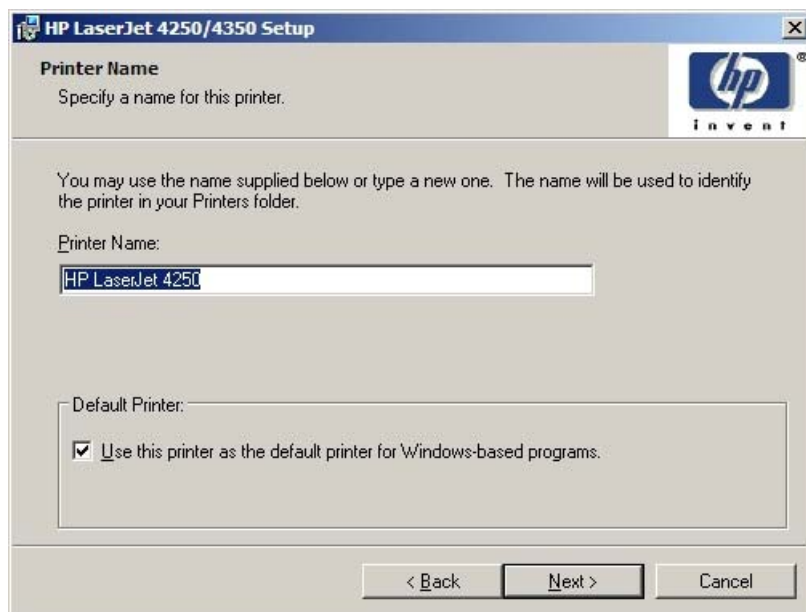 HP LaserJet 4250/4350 Setup
Printer Name
Specify a name for this printer.
hp
®
invent
You may use the name supplied below or type a new one. The name will be used to identify
the printer in your Printers folder.
Printer Name:
HP LaserJet 4250
Default Printer:
Use this printer as the default printer for Windows-based programs.
< Back
Next >
Cancel